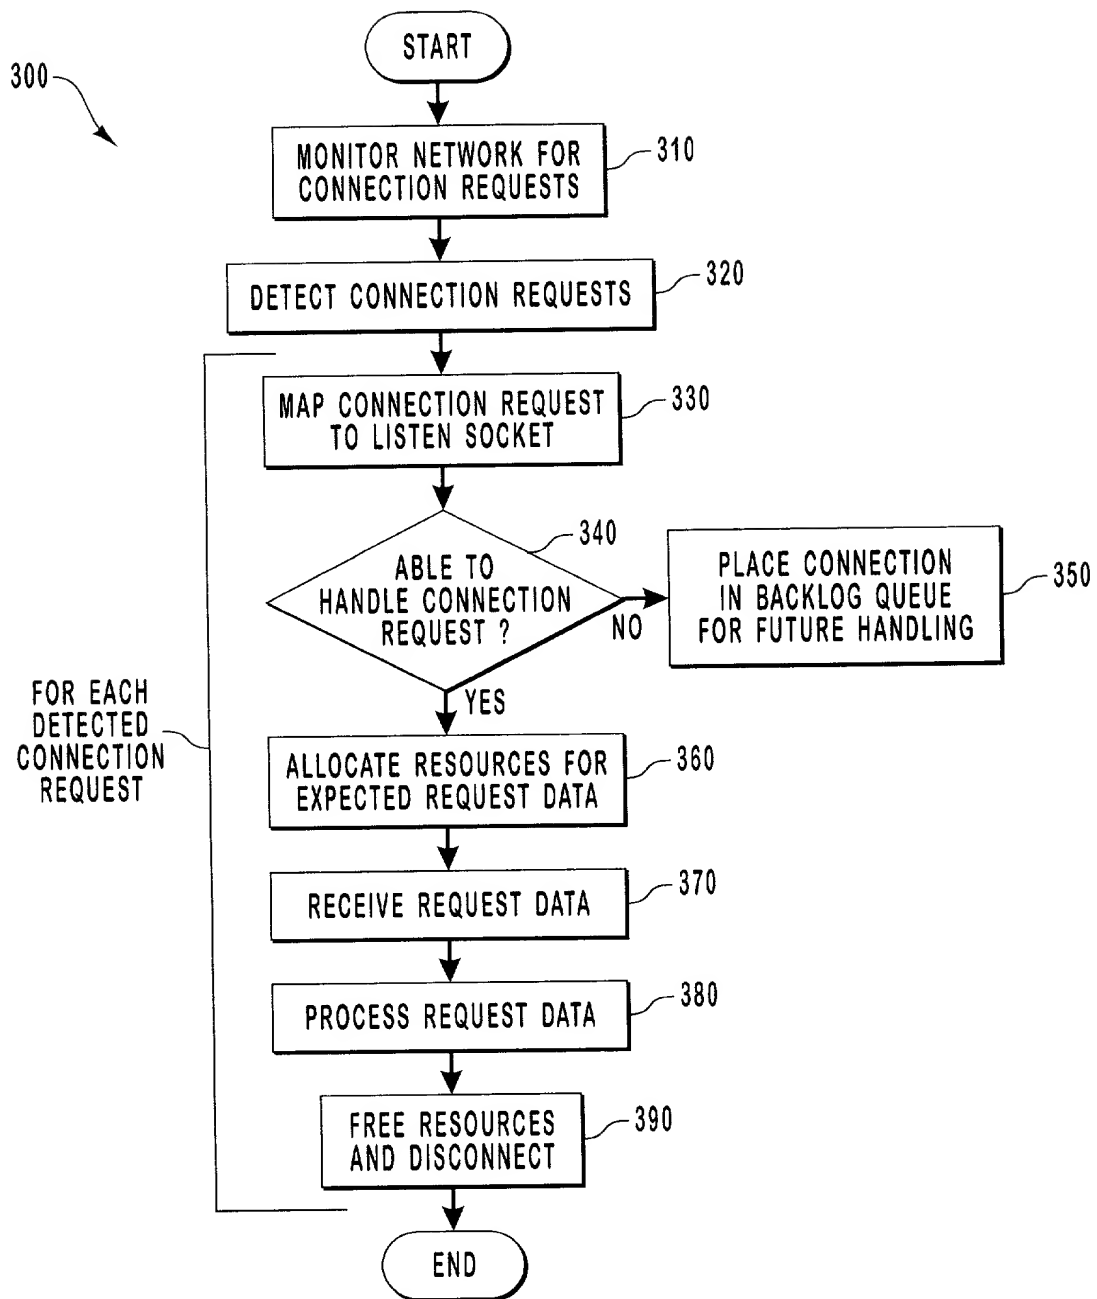 START
300
MONITOR NETWORK FOR
CONNECTION REQUESTS
310
DETECT CONNECTION REQUESTS
320
MAP CONNECTION REQUEST
TO LISTEN SOCKET
330
ABLE TO
HANDLE CONNECTION
REQUEST ?
340
NO
PLACE CONNECTION
IN BACKLOG QUEUE
FOR FUTURE HANDLING
350
YES
FOR EACH
DETECTED
CONNECTION
REQUEST
ALLOCATE RESOURCES FOR
EXPECTED REQUEST DATA
360
RECEIVE REQUEST DATA
370
PROCESS REQUEST DATA
380
FREE RESOURCES
AND DISCONNECT
390
END